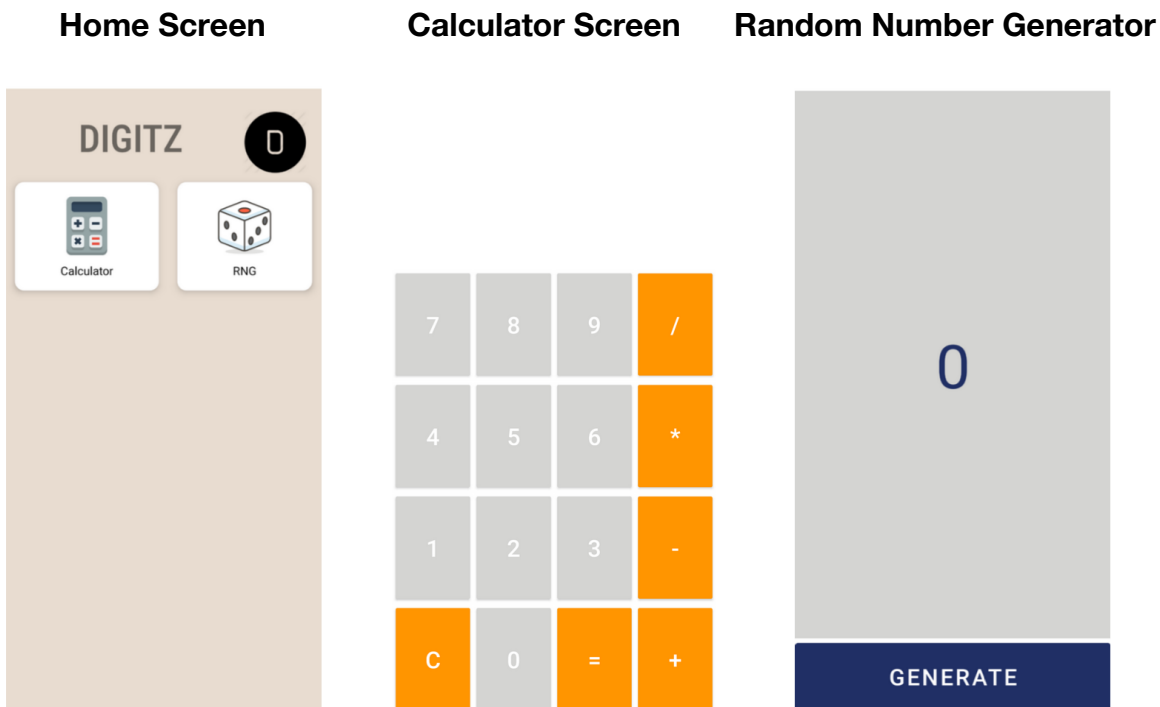 Home Screen
Calculator Screen
Random Number Generator
DIGITZ
D
Calculator
RNG
7 8 9 /
4 5 6 *
1 2 3 -
C 0 = +
0
GENERATE